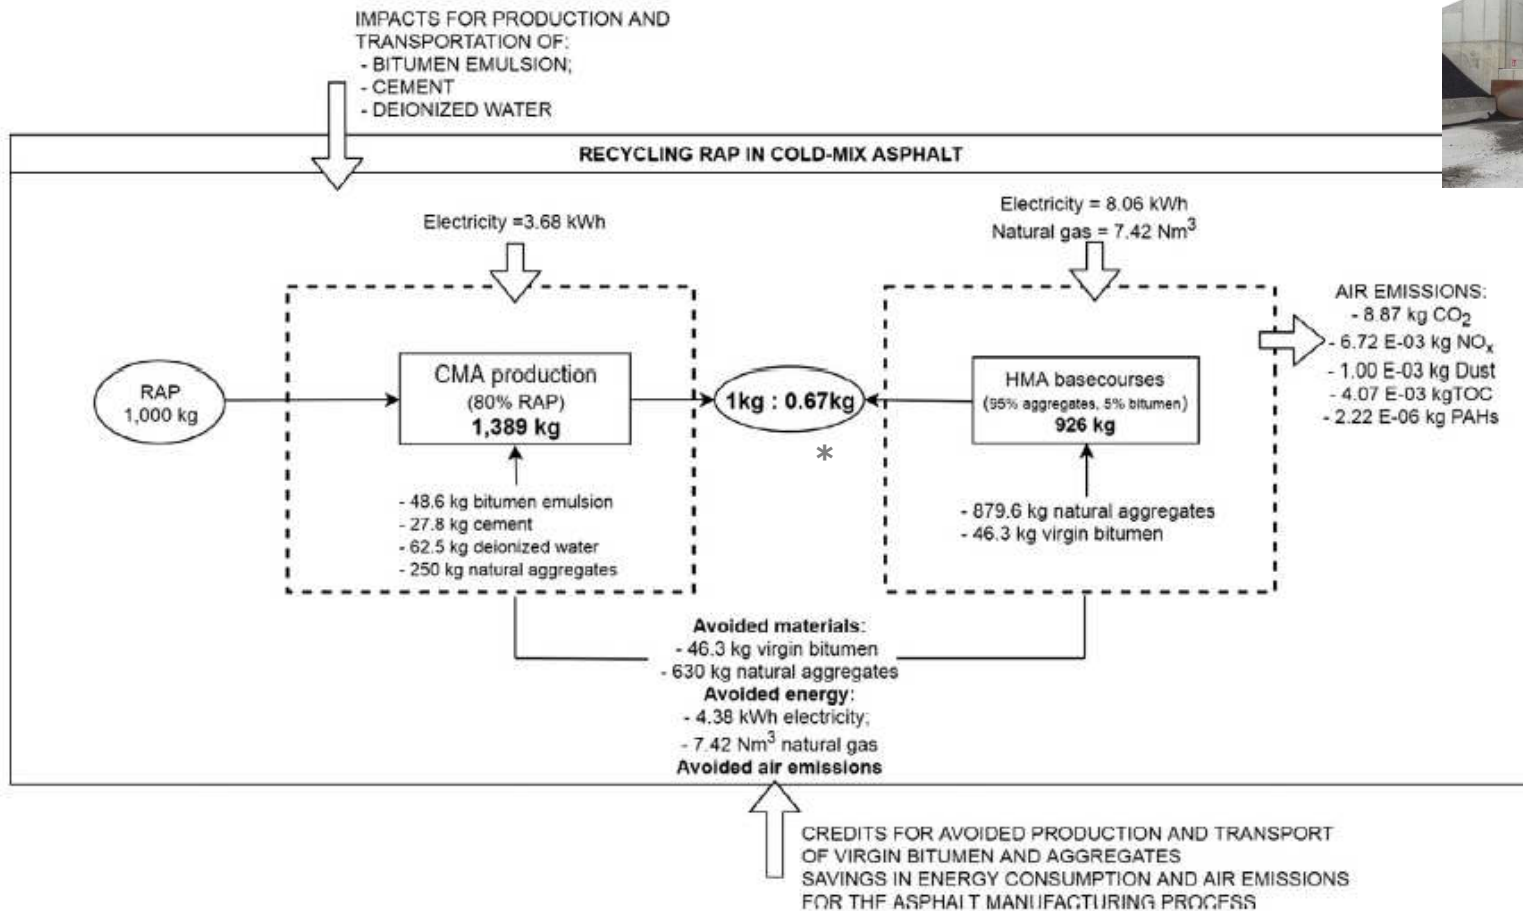 IMPACTS FOR PRODUCTION AND
TRANSPORTATION OF:
- BITUMEN EMULSION;
- CEMENT
- DEIONIZED WATER
RECYCLING RAP IN COLD-MIX ASPHALT
Electricity =3.68 kWh
Electricity = 8.06 kWh
Natural gas = 7.42 Nm³
RAP
1,000 kg
CMA production
(80% RAP)
1,389 kg
- 48.6 kg bitumen emulsion
- 27.8 kg cement
- 62.5 kg deionized water
- 250 kg natural aggregates
1kg : 0.67kg
*
HMA basecourses
(95% aggregates, 5% bitumen)
926 kg
- 879.6 kg natural aggregates
- 46.3 kg virgin bitumen
AIR EMISSIONS:
- 8.87 kg CO₂
- 6.72 E-03 kg NOₓ
- 1.00 E-03 kg Dust
- 4.07 E-03 kgTOC
- 2.22 E-06 kg PAHs
Avoided materials:
- 46.3 kg virgin bitumen
- 630 kg natural aggregates
Avoided energy:
- 4.38 kWh electricity;
- 7.42 Nm³ natural gas
Avoided air emissions
CREDITS FOR AVOIDED PRODUCTION AND TRANSPORT
OF VIRGIN BITUMEN AND AGGREGATES
SAVINGS IN ENERGY CONSUMPTION AND AIR EMISSIONS
FOR THE ASPHALT MANUFACTURING PROCESS